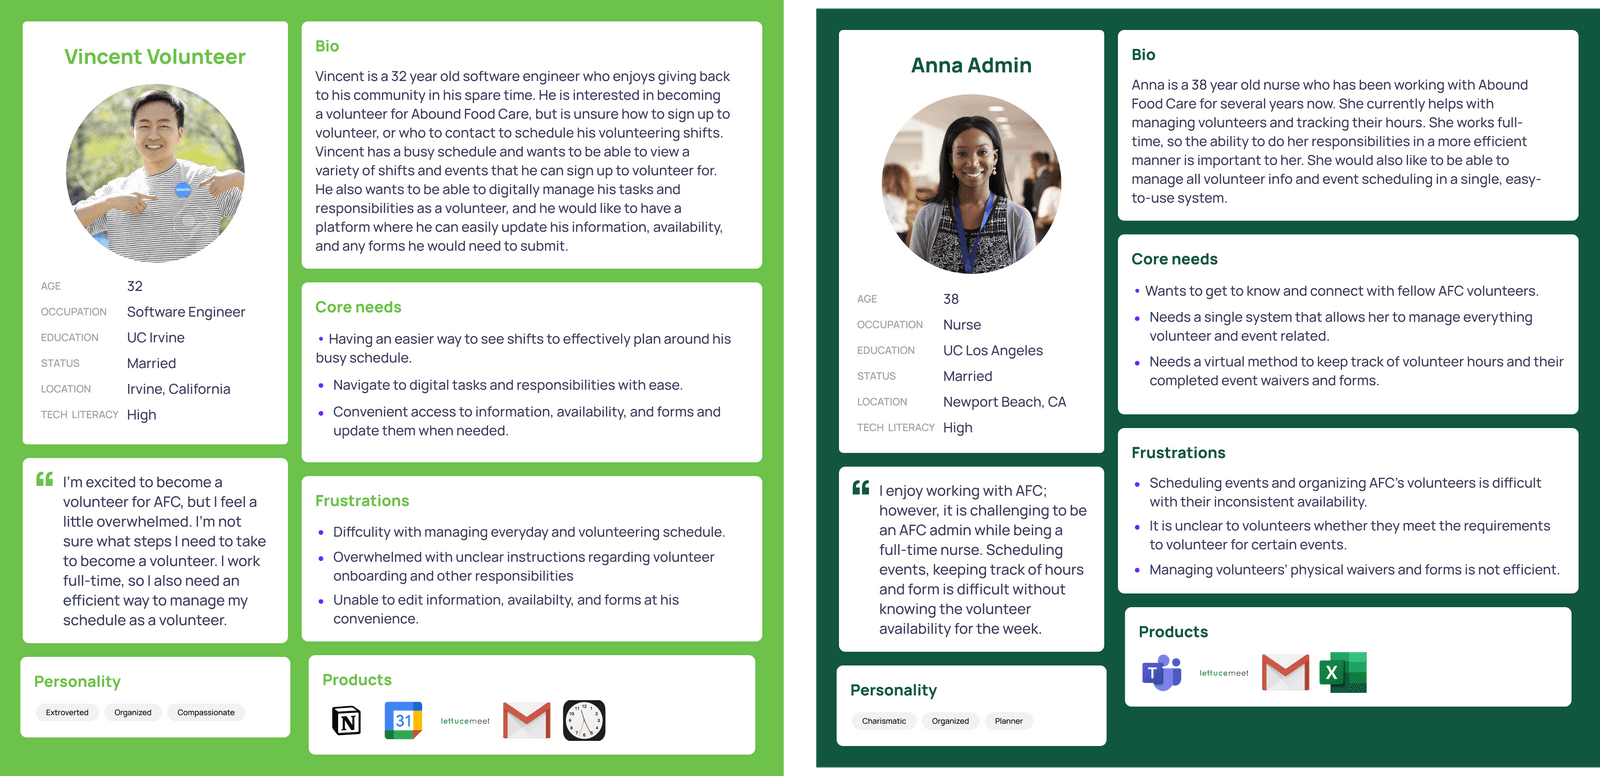 Vincent Volunteer
AGE 32
OCCUPATION Software Engineer
EDUCATION UC Irvine
STATUS Married
LOCATION Irvine, California
TECH LITERACY High
“ I'm excited to become a
volunteer for AFC, but I feel a
little overwhelmed. I'm not
sure what steps I need to take
to become a volunteer. I work
full-time, so I also need an
efficient way to manage my
schedule as a volunteer.
Personality
Extroverted Organized Compassionate
Bio
Vincent is a 32 year old software engineer who enjoys giving back
to his community in his spare time. He is interested in becoming
a volunteer for Abound Food Care, but is unsure how to sign up to
volunteer, or who to contact to schedule his volunteering shifts.
Vincent has a busy schedule and wants to be able to view a
variety of shifts and events that he can sign up to volunteer for.
He also wants to be able to digitally manage his tasks and
responsibilities as a volunteer, and he would like to have a
platform where he can easily update his information, availability,
and any forms he would need to submit.
Core needs
• Having an easier way to see shifts to effectively plan around his
busy schedule.
• Navigate to digital tasks and responsibilities with ease.
• Convenient access to information, availability, and forms and
update them when needed.
Frustrations
• Diffculity with managing everyday and volunteering schedule.
• Overwhelmed with unclear instructions regarding volunteer
onboarding and other responsibilities
• Unable to edit information, availabilty, and forms at his
convenience.
Products
N 31 lettucemeet
Anna Admin
AGE 38
OCCUPATION Nurse
EDUCATION UC Los Angeles
STATUS Married
LOCATION Newport Beach, CA
TECH LITERACY High
“ I enjoy working with AFC;
however, it is challenging to be
an AFC admin while being a
full-time nurse. Scheduling
events, keeping track of hours
and form is difficult without
knowing the volunteer
availability for the week.
Personality
Charismatic Organized Planner
Bio
Anna is a 38 year old nurse who has been working with Abound
Food Care for several years now. She currently helps with
managing volunteers and tracking their hours. She works full-
time, so the ability to do her responsibilities in a more efficient
manner is important to her. She would also like to be able to
manage all volunteer info and event scheduling in a single, easy-
to-use system.
Core needs
• Wants to get to know and connect with fellow AFC volunteers.
• Needs a single system that allows her to manage everything
volunteer and event related.
• Needs a virtual method to keep track of volunteer hours and their
completed event waivers and forms.
Frustrations
• Scheduling events and organizing AFC's volunteers is difficult
with their inconsistent availability.
• It is unclear to volunteers whether they meet the requirements
to volunteer for certain events.
• Managing volunteers' physical waivers and forms is not efficient.
Products
T lettucemeet X